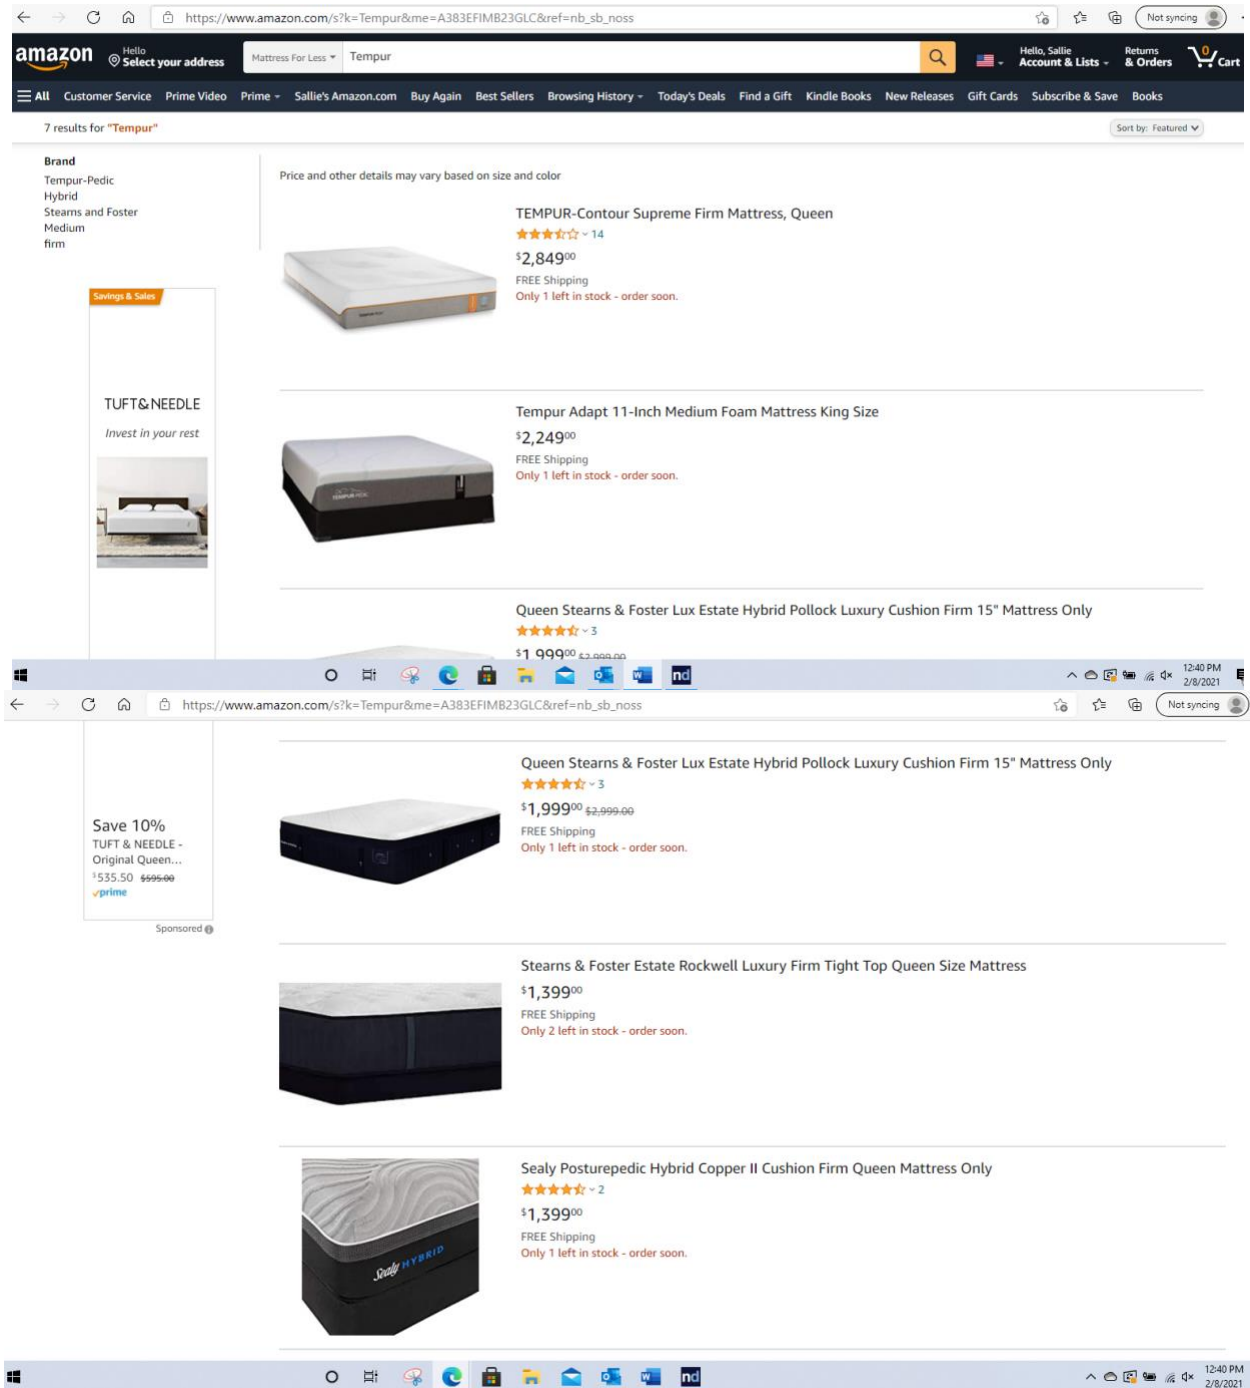 https://www.amazon.com/s?k=Tempur&me=A383EFIMB23GLC&ref=nb_sb_noss
Not syncing
amazon
Hello
Select your address
Mattress For Less
Tempur
Hello, Sallie
Account & Lists
Returns
& Orders
0
Cart
All Customer Service Prime Video Prime Sallie's Amazon.com Buy Again Best Sellers Browsing History Today's Deals Find a Gift Kindle Books New Releases Gift Cards Subscribe & Save Books
7 results for "Tempur"
Sort by: Featured
Brand
Tempur-Pedic
Hybrid
Stearns and Foster
Medium
firm
Price and other details may vary based on size and color
TEMPUR-Contour Supreme Firm Mattress, Queen
14
$2,84900
FREE Shipping
Only 1 left in stock - order soon.
Savings & Sales
TUFT&NEEDLE
Invest in your rest
Tempur Adapt 11-Inch Medium Foam Mattress King Size
$2,24900
FREE Shipping
Only 1 left in stock - order soon.
Queen Stearns & Foster Lux Estate Hybrid Pollock Luxury Cushion Firm 15" Mattress Only
3
$1,99900 $2,999.00
nd
12:40 PM
2/8/2021
https://www.amazon.com/s?k=Tempur&me=A383EFIMB23GLC&ref=nb_sb_noss
Not syncing
Save 10%
TUFT & NEEDLE -
Original Queen...
$535.50 $595.00
prime
Sponsored
Queen Stearns & Foster Lux Estate Hybrid Pollock Luxury Cushion Firm 15" Mattress Only
3
$1,99900 $2,999.00
FREE Shipping
Only 1 left in stock - order soon.
Stearns & Foster Estate Rockwell Luxury Firm Tight Top Queen Size Mattress
$1,39900
FREE Shipping
Only 2 left in stock - order soon.
Sealy HYBRID
Sealy Posturepedic Hybrid Copper II Cushion Firm Queen Mattress Only
2
$1,39900
FREE Shipping
Only 1 left in stock - order soon.
nd
12:40 PM
2/8/2021